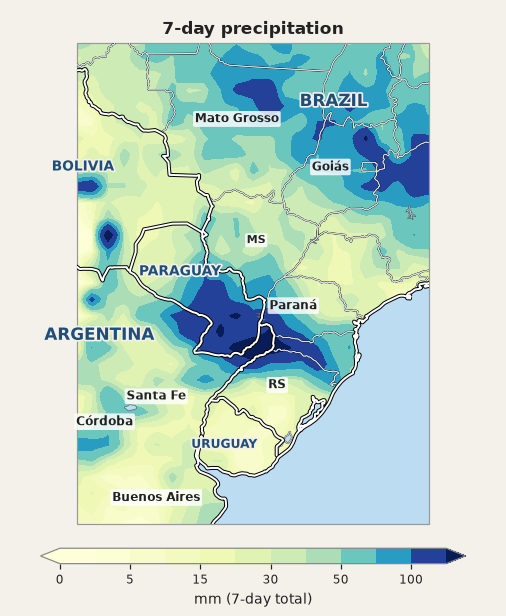 7-day precipitation
BRAZIL
Mato Grosso
BOLIVIA
Goiás
MS
PARAGUAY
Paraná
ARGENTINA
RS
Santa Fe
Córdoba
URUGUAY
Buenos Aires
0 5 15 30 50 100
mm (7-day total)